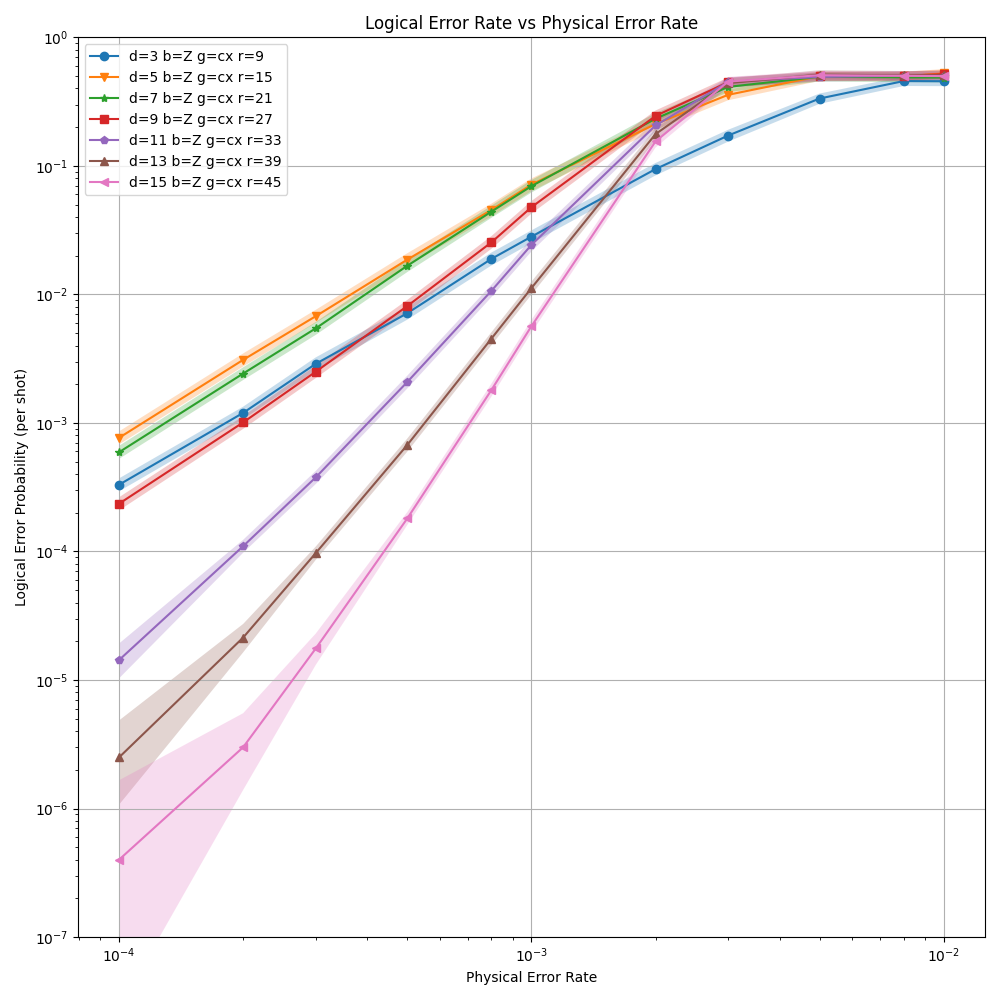 Logical Error Rate vs Physical Error Rate
d=3 b=Z g=cx r=9
d=5 b=Z g=cx r=15
d=7 b=Z g=cx r=21
d=9 b=Z g=cx r=27
d=11 b=Z g=cx r=33
d=13 b=Z g=cx r=39
d=15 b=Z g=cx r=45
Logical Error Probability (per shot)
10⁰
10⁻¹
10⁻²
10⁻³
10⁻⁴
10⁻⁵
10⁻⁶
10⁻⁷
10⁻⁴ 10⁻³ 10⁻²
Physical Error Rate